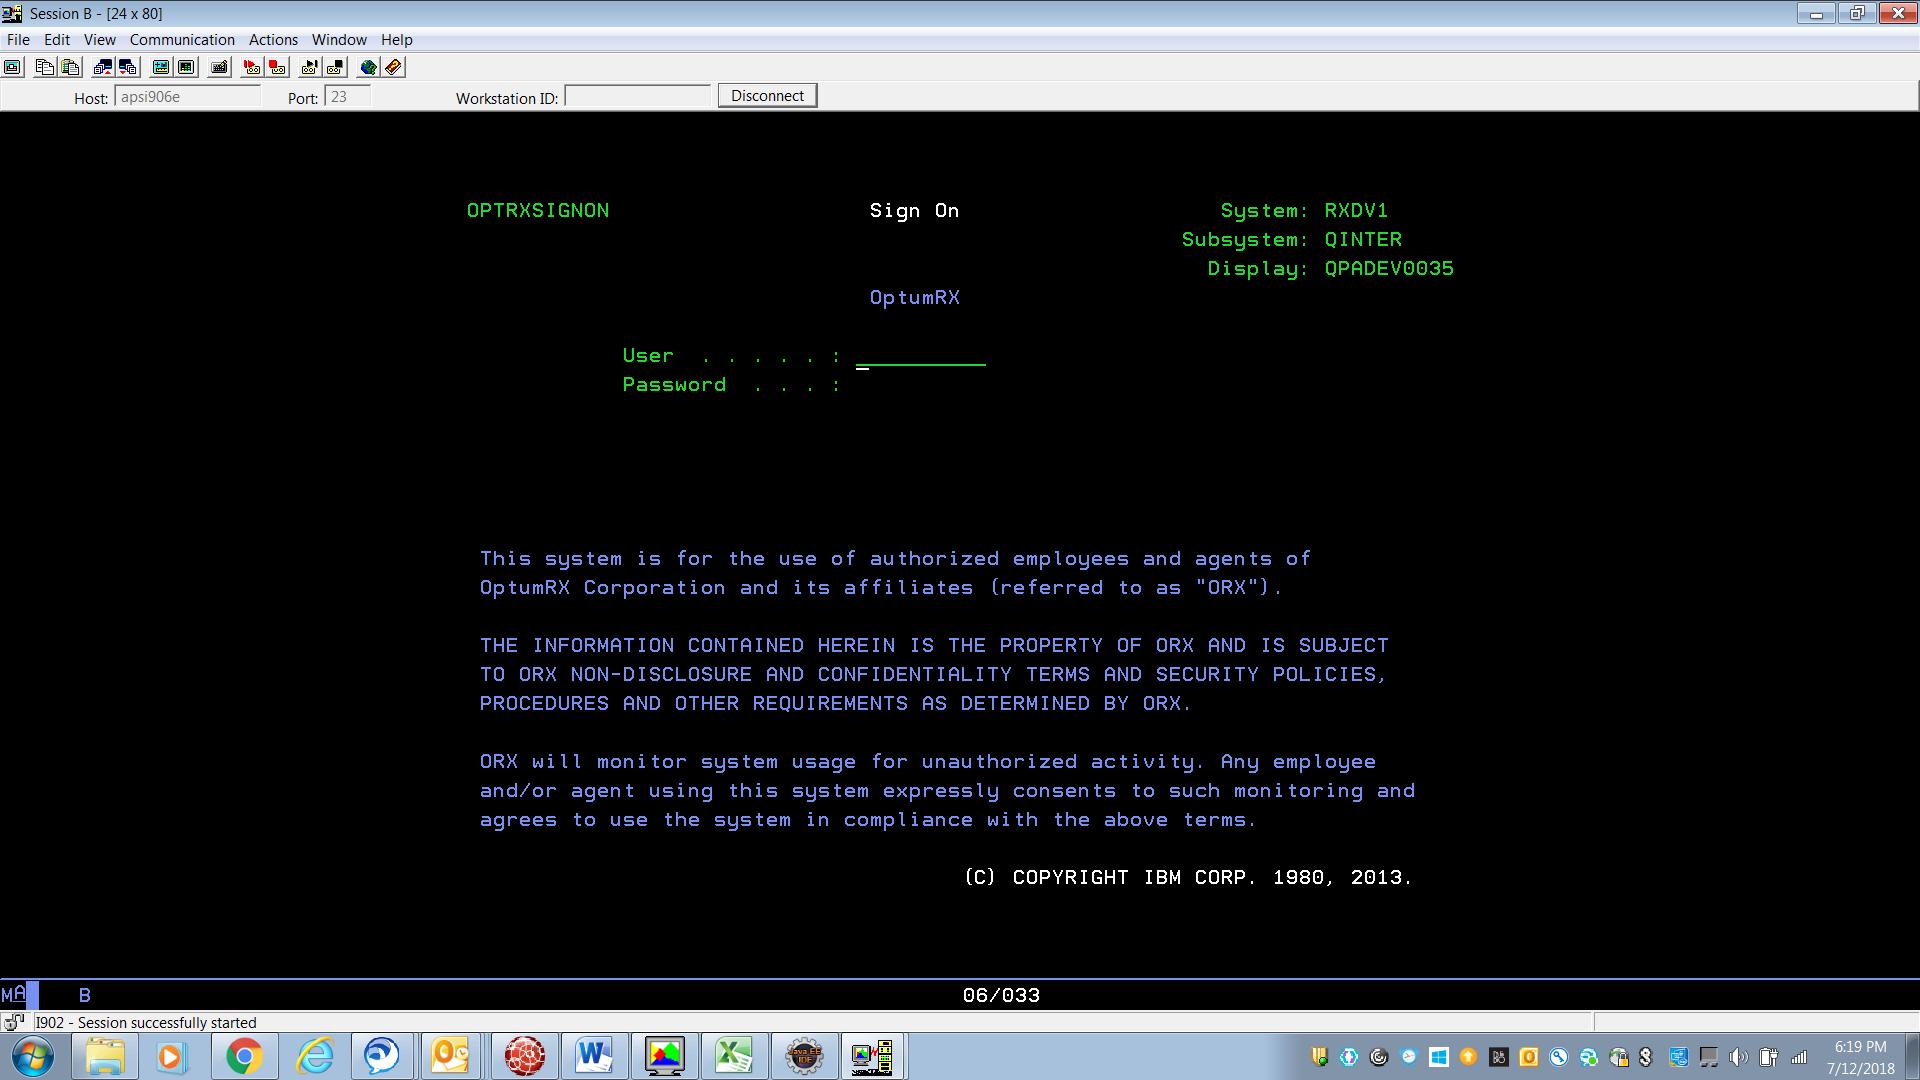 Session B - [24 x 80]
File Edit View Communication Actions Window Help
Host: apsi906e Port: 23 Workstation ID: Disconnect
OPTRXSIGNON Sign On System: RXDV1
Subsystem: QINTER
Display: QPADEV0035
OptumRX
User . . . . . :
Password . . . :
This system is for the use of authorized employees and agents of
OptumRX Corporation and its affiliates (referred to as "ORX").
THE INFORMATION CONTAINED HEREIN IS THE PROPERTY OF ORX AND IS SUBJECT
TO ORX NON-DISCLOSURE AND CONFIDENTIALITY TERMS AND SECURITY POLICIES,
PROCEDURES AND OTHER REQUIREMENTS AS DETERMINED BY ORX.
ORX will monitor system usage for unauthorized activity. Any employee
and/or agent using this system expressly consents to such monitoring and
agrees to use the system in compliance with the above terms.
(C) COPYRIGHT IBM CORP. 1980, 2013.
MA B 06/033
I902 - Session successfully started
Java EE
IDE
6:19 PM
7/12/2018